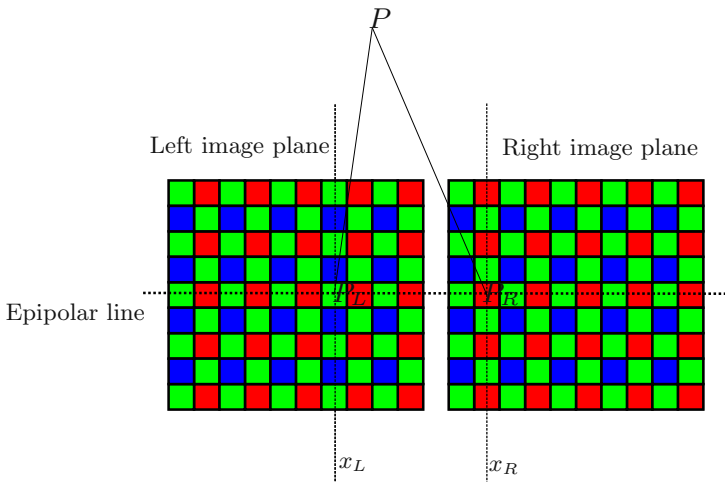 P
Left image plane
Right image plane
P_L
P_R
Epipolar line
x_L
x_R